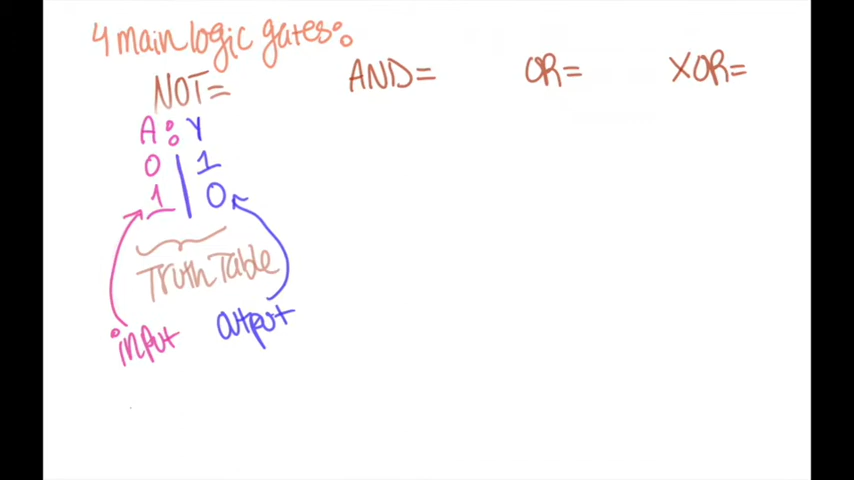 4 main logic gates:
NOT= AND= OR= XOR=
A : Y
0 | 1
1 | 0
Truth Table
input output